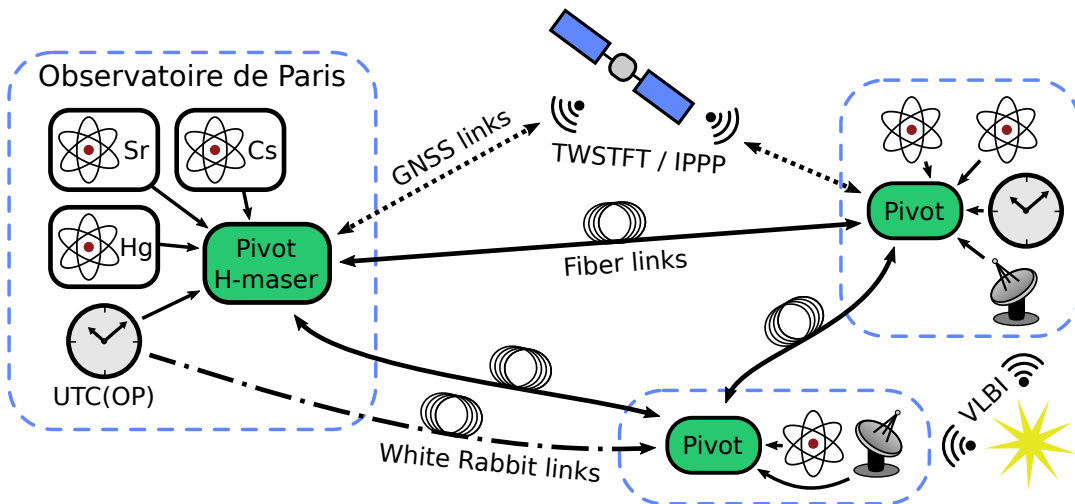 Observatoire de Paris
Sr
Cs
Hg
Pivot
H-maser
UTC(OP)
GNSS links
TWSTFT / IPPP
Fiber links
White Rabbit links
Pivot
Pivot
VLBI